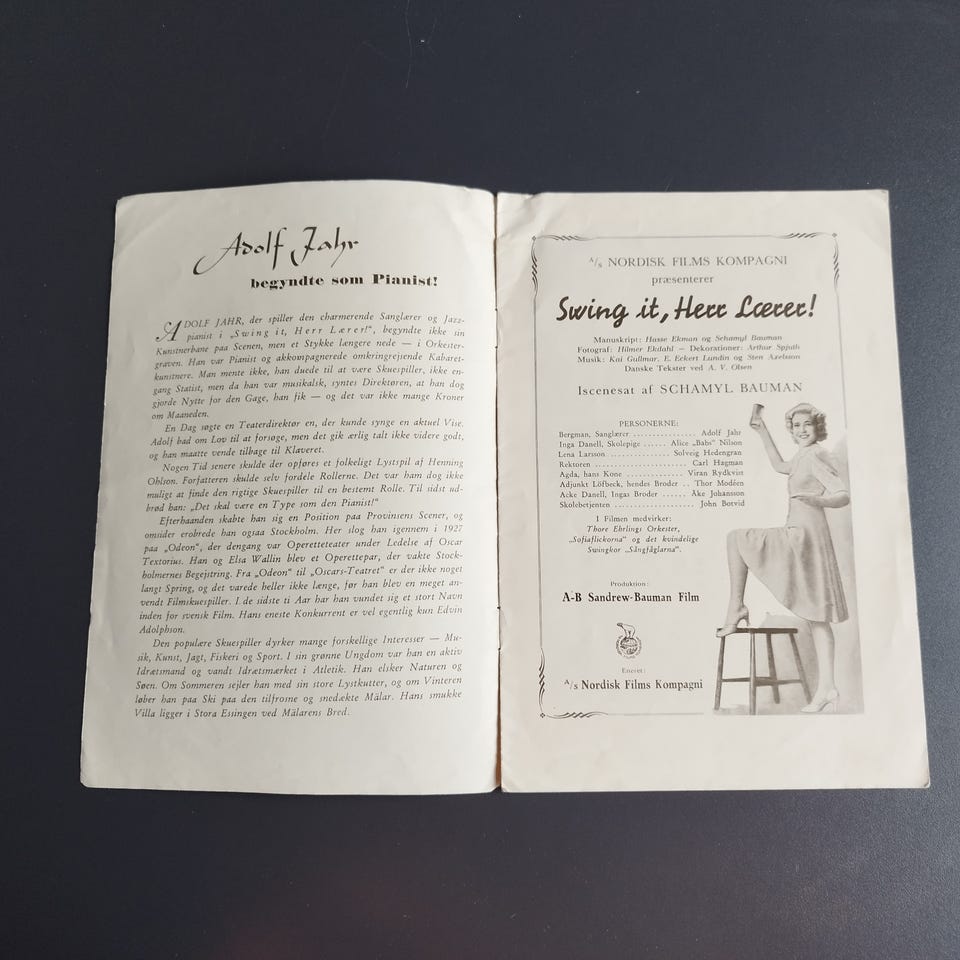 Adolf Jahr
begyndte som Pianist!
ADOLF JAHR, der spiller den charmerende Sanglærer og Jazz-
pianist i „Swing it, Herr Lærer!", begyndte ikke sin
Kunstnerbane paa Scenen, men et Stykke længere nede — i Orkester-
graven. Han var Pianist og akkompagnerede omkringrejsende Kabaret-
kunstnere. Man mente ikke, han duede til at være Skuespiller, ikke en-
gang Statist, men da han var musikalsk, syntes Direktøren, at han dog
gjorde Nytte for den Gage, han fik — og det var ikke mange Kroner
om Maaneden.
En Dag søgte en Teaterdirektør en, der kunde synge en aktuel Vise.
Adolf bad om Lov til at forsøge, men det gik ærlig talt ikke videre godt,
og han maatte vende tilbage til Klaveret.
Nogen Tid senere skulde der opføres et folkeligt Lystspil af Henning
Ohlson. Forfatteren skulde selv fordele Rollerne. Det var ham dog ikke
muligt at finde den rigtige Skuespiller til en bestemt Rolle. Til sidst ud-
brød han: „Det skal være en Type som den Pianist!"
Efterhaanden skabte han sig en Position paa Provinsens Scener, og
omsider erobrede han ogsaa Stockholm. Her slog han igennem i 1927
paa „Odeon", der dengang var Operetteteater under Ledelse af Oscar
Textorius. Han og Elsa Wallin blev et Operettepar, der vakte Stock-
holmernes Begejstring. Fra „Odeon" til „Oscars-Teatret" er der ikke noget
langt Spring, og det varede heller ikke længe, før han blev en meget an-
vendt Filmskuespiller. I de sidste ti Aar har han vundet sig et stort Navn
inden for svensk Film. Hans eneste Konkurrent er vel egentlig kun Edvin
Adolphson.
Den populære Skuespiller dyrker mange forskellige Interesser — Mu-
sik, Kunst, Jagt, Fiskeri og Sport. I sin grønne Ungdom var han en aktiv
Idrætsmand og vandt Idrætsmærket i Atletik. Han elsker Naturen og
Søen. Om Sommeren sejler han med sin store Lystkutter, og om Vinteren
løber han paa Ski paa den tilfrosne og snedækte Mälar. Hans smukke
Villa ligger i Stora Essingen ved Mälarens Bred.
A/s NORDISK FILMS KOMPAGNI
præsenterer
Swing it, Herr Lærer!
Manuskript: Hasse Ekman og Schamyl Bauman
Fotograf: Hilmer Ekdahl — Dekorationer: Arthur Spjuth
Musik: Kai Gullmar, E. Eckert Lundin og Sten Axelson
Danske Tekster ved A. V. Olsen
Iscenesat af SCHAMYL BAUMAN
PERSONERNE:
Bergman, Sanglærer ................ Adolf Jahr
Inga Danell, Skolepige ...... Alice „Babs" Nilson
Lena Larsson ................ Solveig Hedengran
Rektoren ........................ Carl Hagman
Agda, hans Kone .............. Viran Rydkvist
Adjunkt Löfbeck, hendes Broder .. Thor Modéen
Acke Danell, Ingas Broder ...... Åke Johansson
Skolebetjenten .................... John Botvid
I Filmen medvirker:
Thore Ehrlings Orkester,
„Sofiaflickorna" og det kvindelige
Swingkor „Sångfåglarna".
Produktion:
A-B Sandrew-Bauman Film
Eneret:
A/s Nordisk Films Kompagni